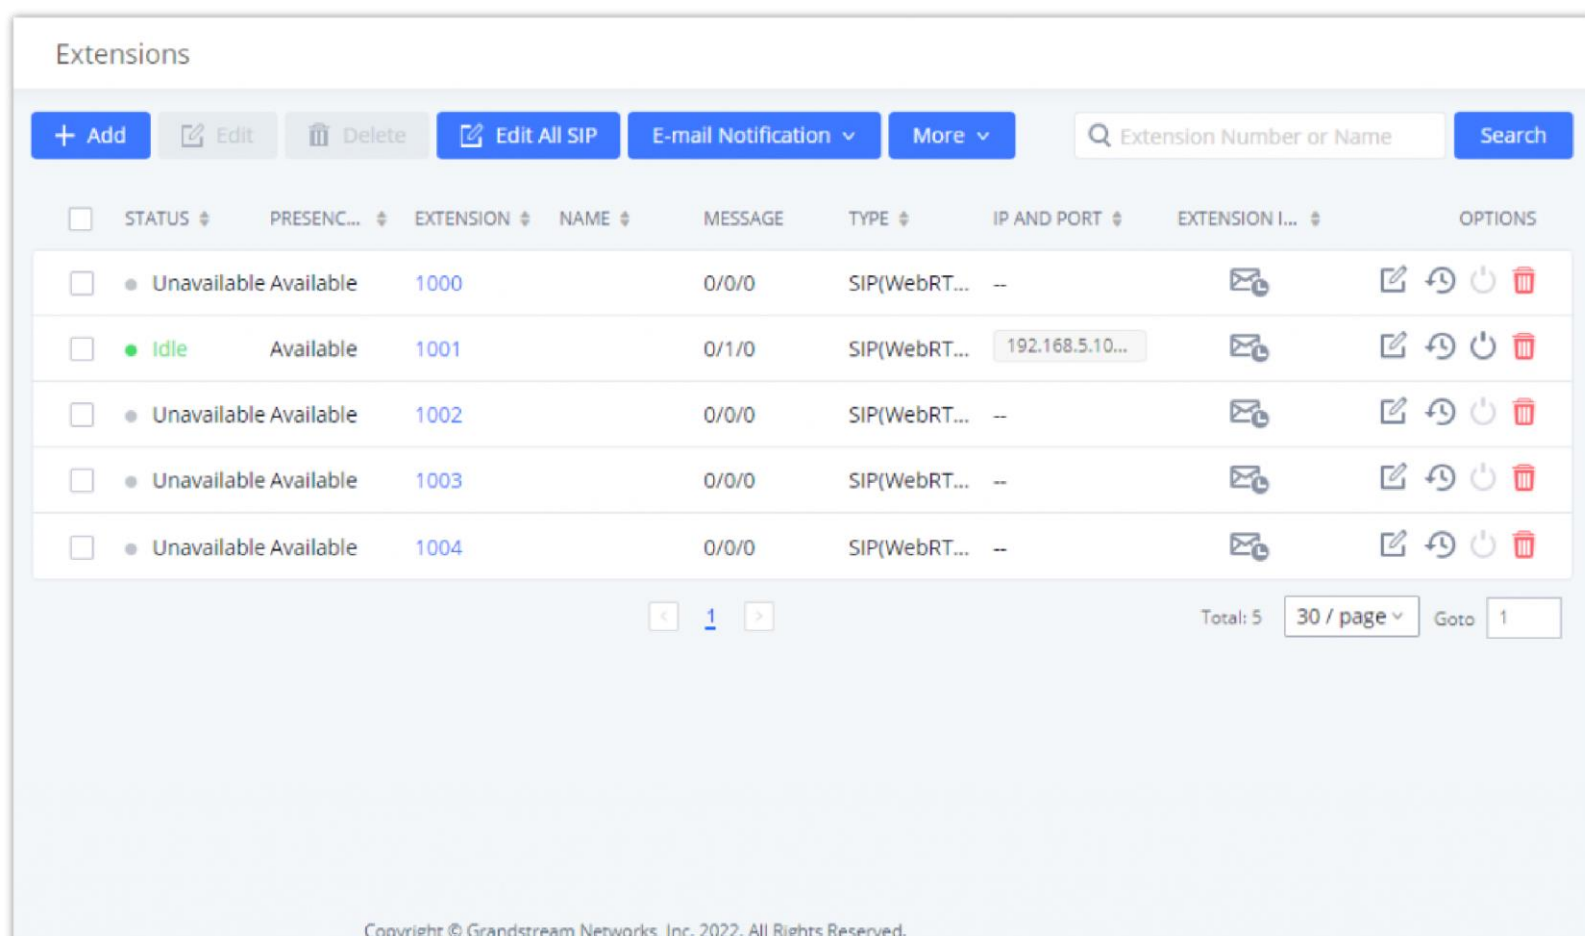 Extensions
+ Add Edit Delete Edit All SIP E-mail Notification More Extension Number or Name Search
STATUS PRESENC... EXTENSION NAME MESSAGE TYPE IP AND PORT EXTENSION I... OPTIONS
Unavailable Available 1000 0/0/0 SIP(WebRT... --
Idle Available 1001 0/1/0 SIP(WebRT... 192.168.5.10...
Unavailable Available 1002 0/0/0 SIP(WebRT... --
Unavailable Available 1003 0/0/0 SIP(WebRT... --
Unavailable Available 1004 0/0/0 SIP(WebRT... --
< 1 > Total: 5 30 / page Goto 1
Copyright © Grandstream Networks, Inc. 2022. All Rights Reserved.